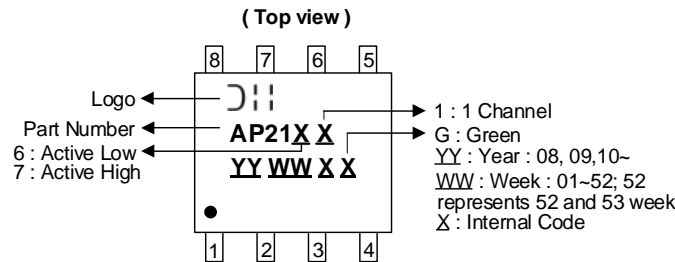 ( Top view )
8 7 6 5
Logo
AP21X X
Part Number
6 : Active Low
7 : Active High
YY WW X X
1 : 1 Channel
G : Green
YY : Year : 08, 09,10~
WW : Week : 01~52; 52
represents 52 and 53 week
X : Internal Code
1 2 3 4